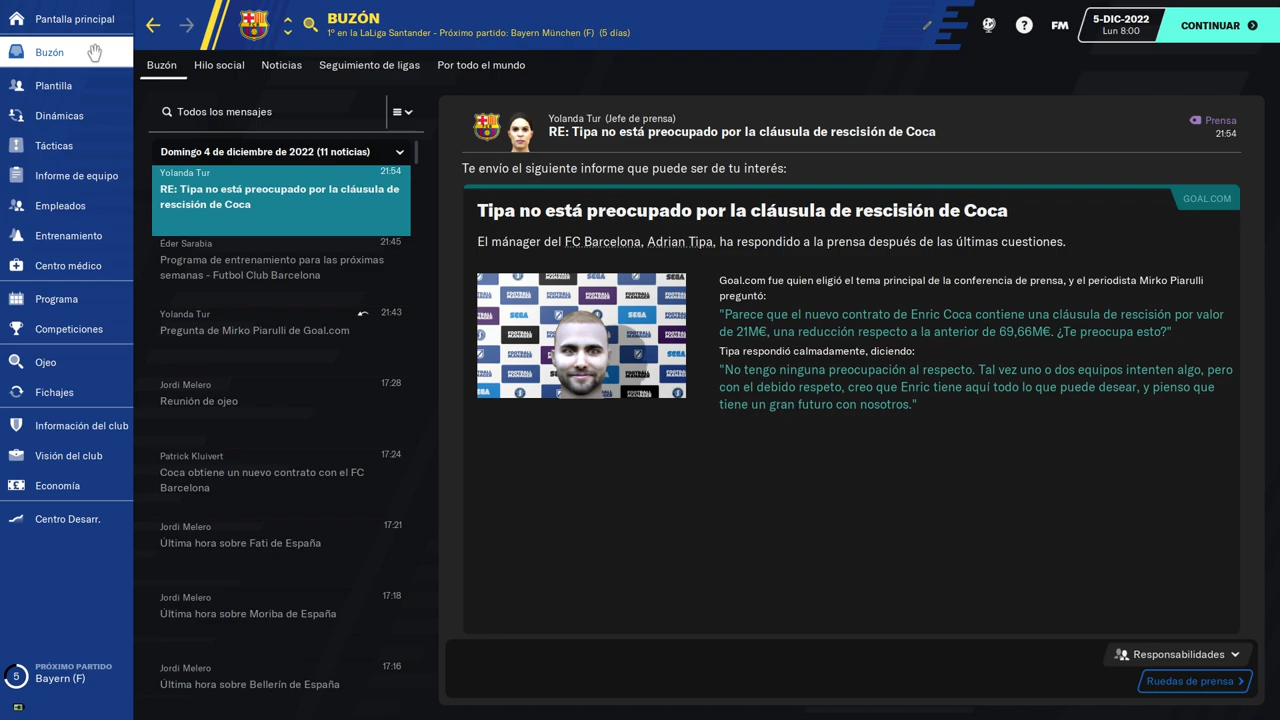 Pantalla principal
Buzón
Plantilla
Dinámicas
Tácticas
Informe de equipo
Empleados
Entrenamiento
Centro médico
Programa
Competiciones
Ojeo
Fichajes
Información del club
Visión del club
Economía
Centro Desarr.
5
PRÓXIMO PARTIDO
Bayern (F)
BUZÓN
1º en la LaLiga Santander - Próximo partido: Bayern München (F) (5 días)
FM
5-DIC-2022
Lun 8:00
CONTINUAR
Buzón
Hilo social
Noticias
Seguimiento de ligas
Por todo el mundo
Todos los mensajes
Domingo 4 de diciembre de 2022 (11 noticias)
Yolanda Tur 21:54
RE: Tipa no está preocupado por la cláusula de
rescisión de Coca
Éder Sarabia 21:45
Programa de entrenamiento para las próximas
semanas - Futbol Club Barcelona
Yolanda Tur 21:43
Pregunta de Mirko Piarulli de Goal.com
Jordi Melero 17:28
Reunión de ojeo
Patrick Kluivert 17:24
Coca obtiene un nuevo contrato con el FC
Barcelona
Jordi Melero 17:21
Última hora sobre Fati de España
Jordi Melero 17:18
Última hora sobre Moriba de España
Jordi Melero 17:16
Última hora sobre Bellerín de España
Yolanda Tur (Jefe de prensa)
RE: Tipa no está preocupado por la cláusula de rescisión de Coca
Prensa
21:54
Te envío el siguiente informe que puede ser de tu interés:
GOAL.COM
Tipa no está preocupado por la cláusula de rescisión de Coca
El mánager del FC Barcelona, Adrian Tipa, ha respondido a la prensa después de las últimas cuestiones.
SEGA
FOOTBALL MANAGER
Goal.com fue quien eligió el tema principal de la conferencia de prensa, y el periodista Mirko Piarulli
preguntó:
"Parece que el nuevo contrato de Enric Coca contiene una cláusula de rescisión por valor
de 21M€, una reducción respecto a la anterior de 69,66M€. ¿Te preocupa esto?"
Tipa respondió calmadamente, diciendo:
"No tengo ninguna preocupación al respecto. Tal vez uno o dos equipos intenten algo, pero
con el debido respeto, creo que Enric tiene aquí todo lo que puede desear, y pienso que
tiene un gran futuro con nosotros."
Responsabilidades
Ruedas de prensa